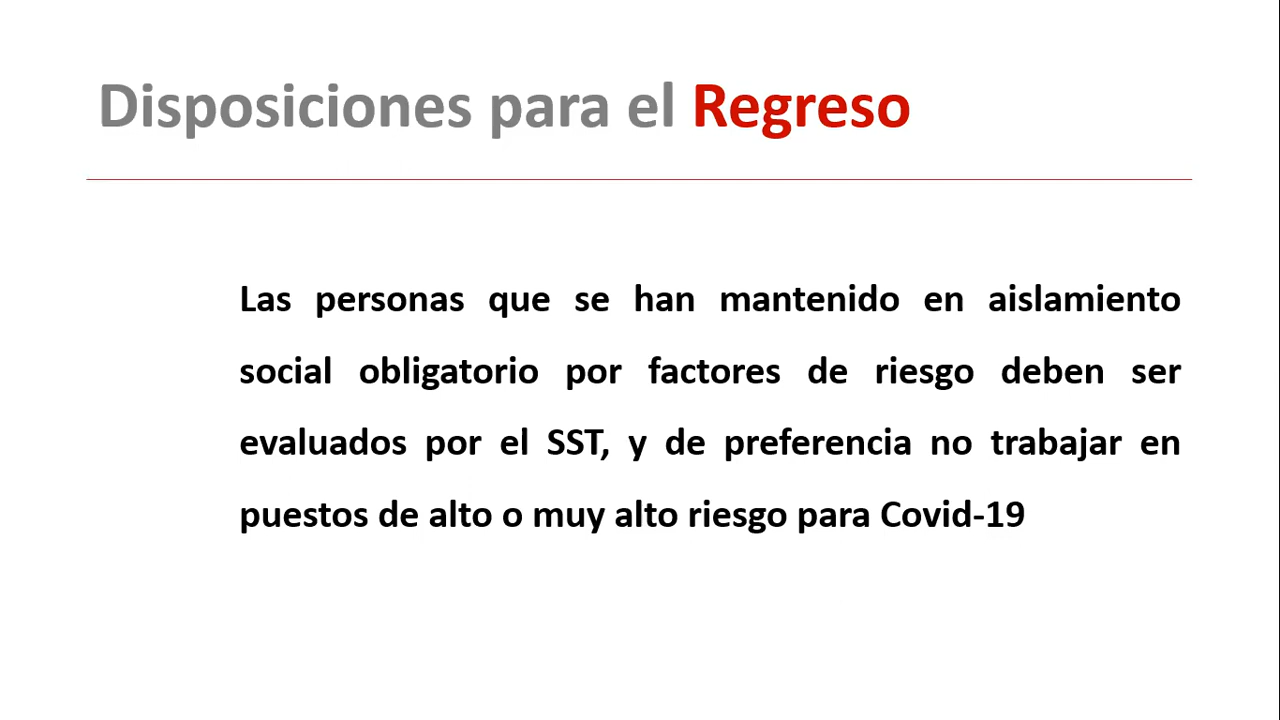 Disposiciones para el Regreso
Las personas que se han mantenido en aislamiento
social obligatorio por factores de riesgo deben ser
evaluados por el SST, y de preferencia no trabajar en
puestos de alto o muy alto riesgo para Covid-19